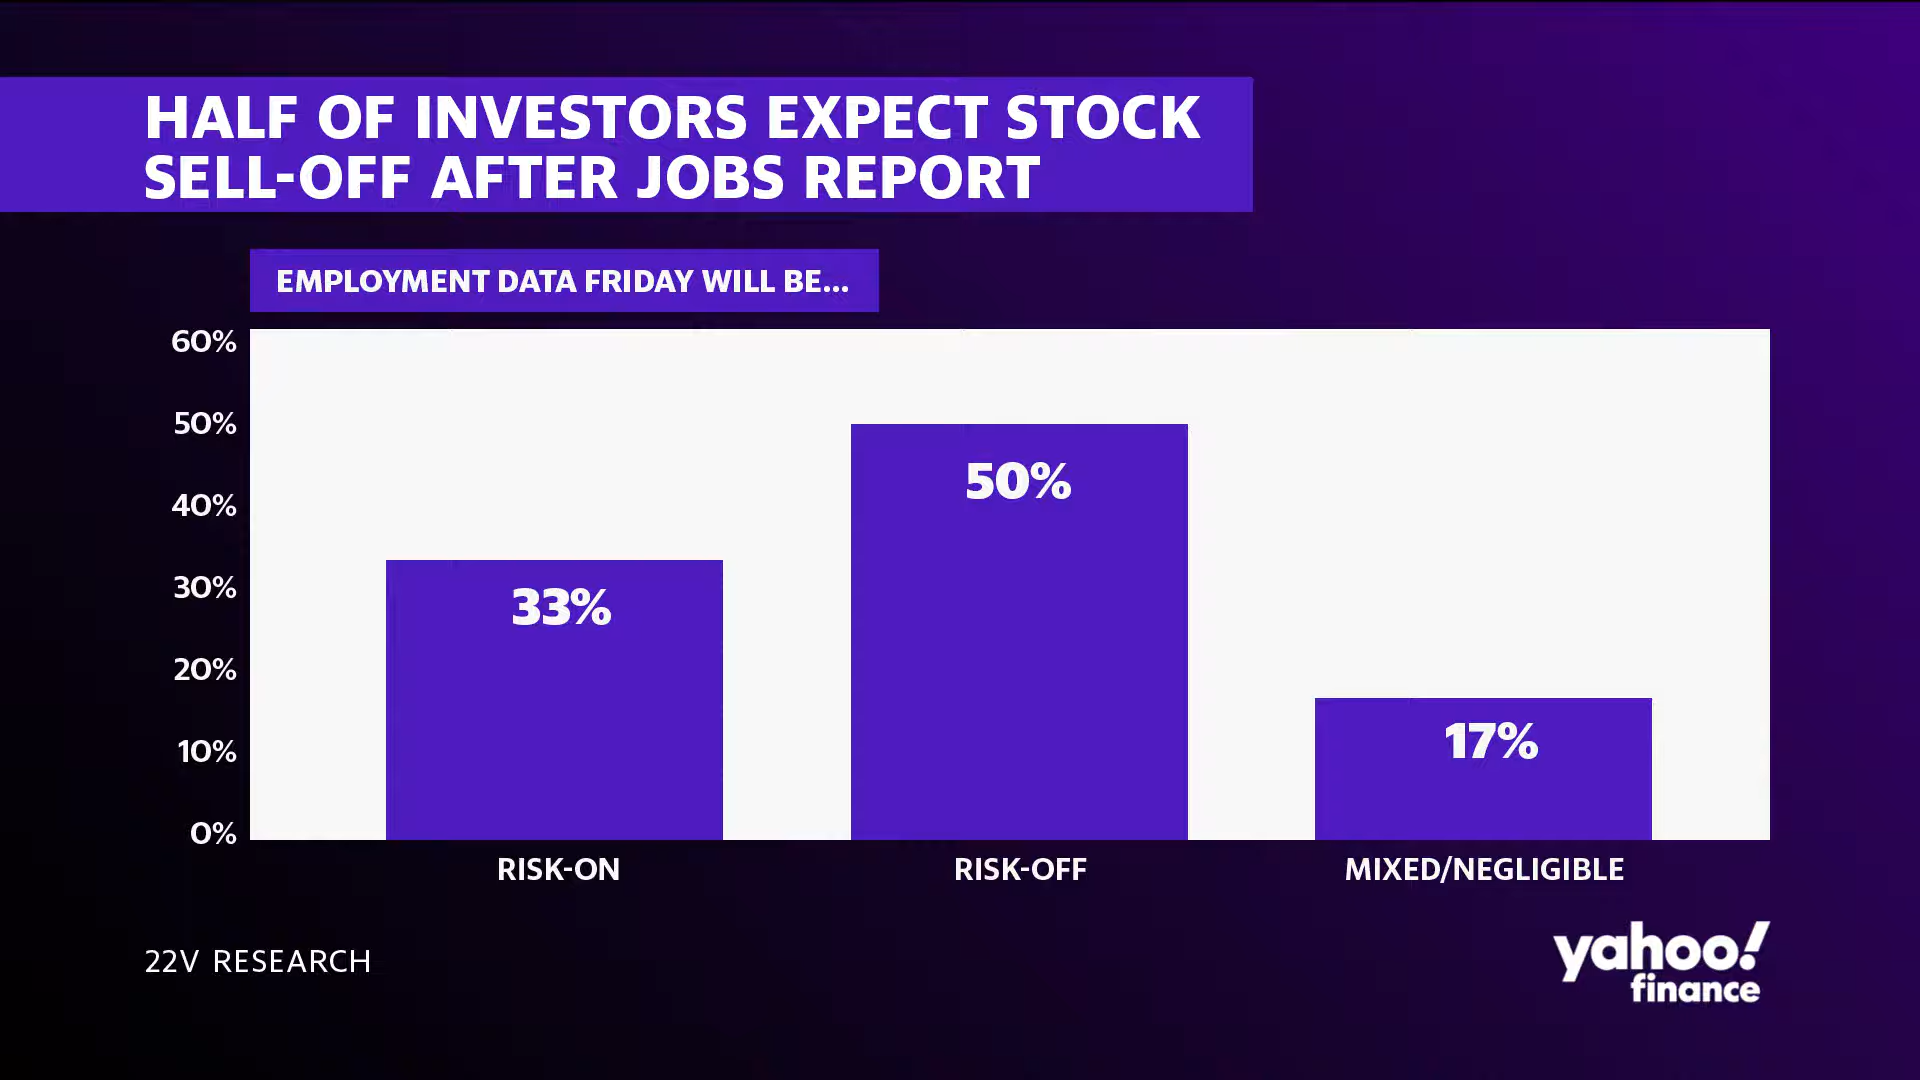 HALF OF INVESTORS EXPECT STOCK
SELL-OFF AFTER JOBS REPORT
EMPLOYMENT DATA FRIDAY WILL BE...
60%
50%
40%
30%
20%
10%
0%
33%
50%
17%
RISK-ON
RISK-OFF
MIXED/NEGLIGIBLE
22V RESEARCH
yahoo!
finance